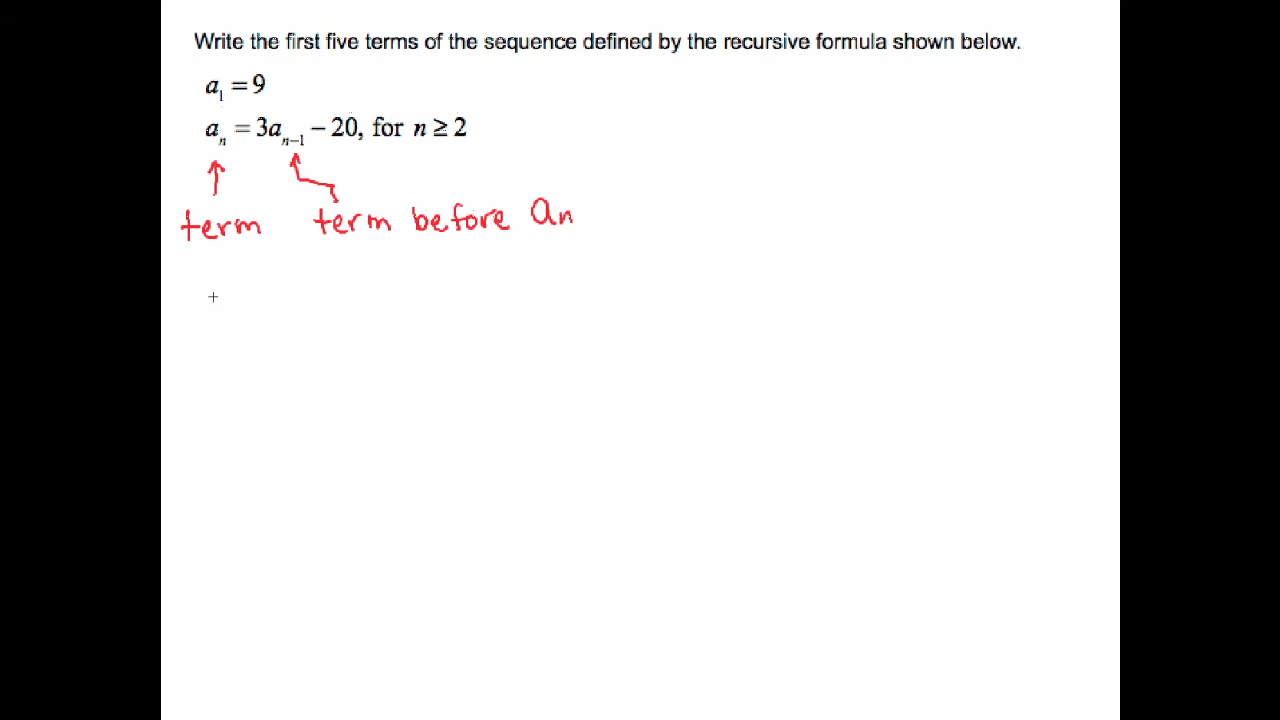 Write the first five terms of the sequence defined by the recursive formula shown below.
a₁ = 9
aₙ = 3aₙ₋₁ − 20, for n ≥ 2
term term before an